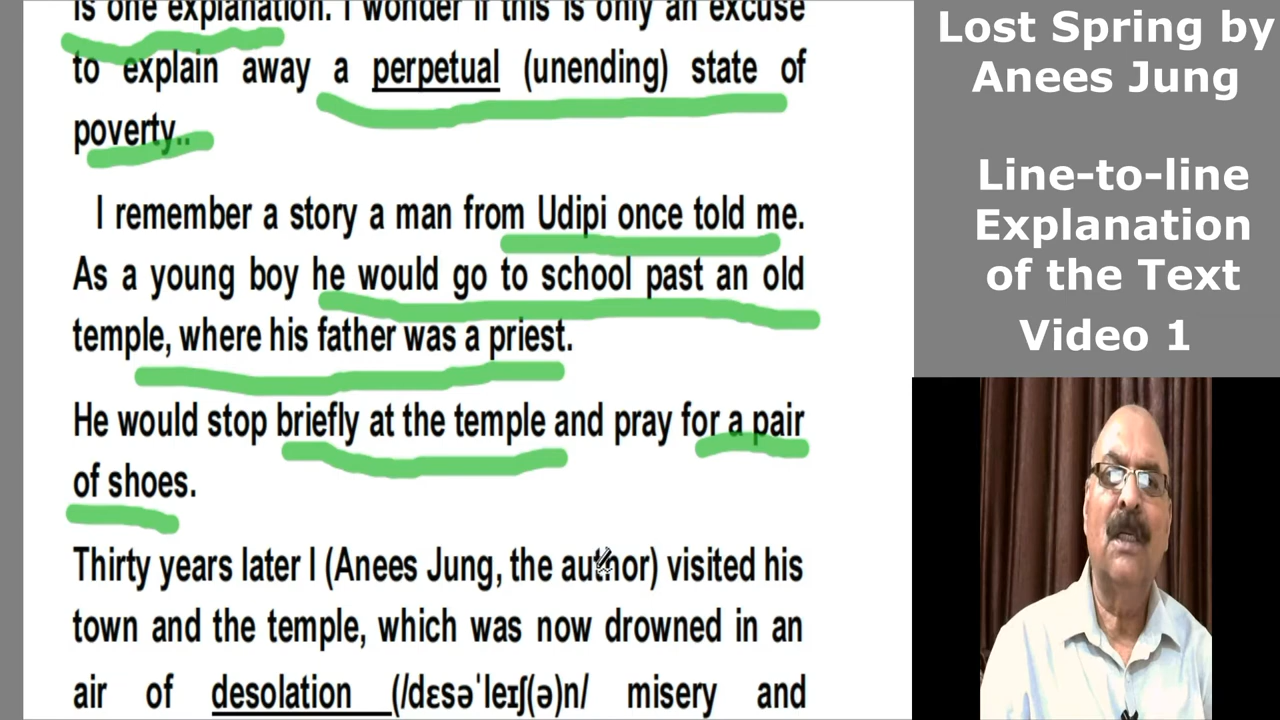 is one explanation. I wonder if this is only an excuse
to explain away a perpetual (unending) state of
poverty..
I remember a story a man from Udipi once told me.
As a young boy he would go to school past an old
temple, where his father was a priest.
He would stop briefly at the temple and pray for a pair
of shoes.
Thirty years later I (Anees Jung, the author) visited his
town and the temple, which was now drowned in an
air of desolation (/dɛsəˈleɪʃ(ə)n/ misery and
Lost Spring by
Anees Jung
Line-to-line
Explanation
of the Text
Video 1